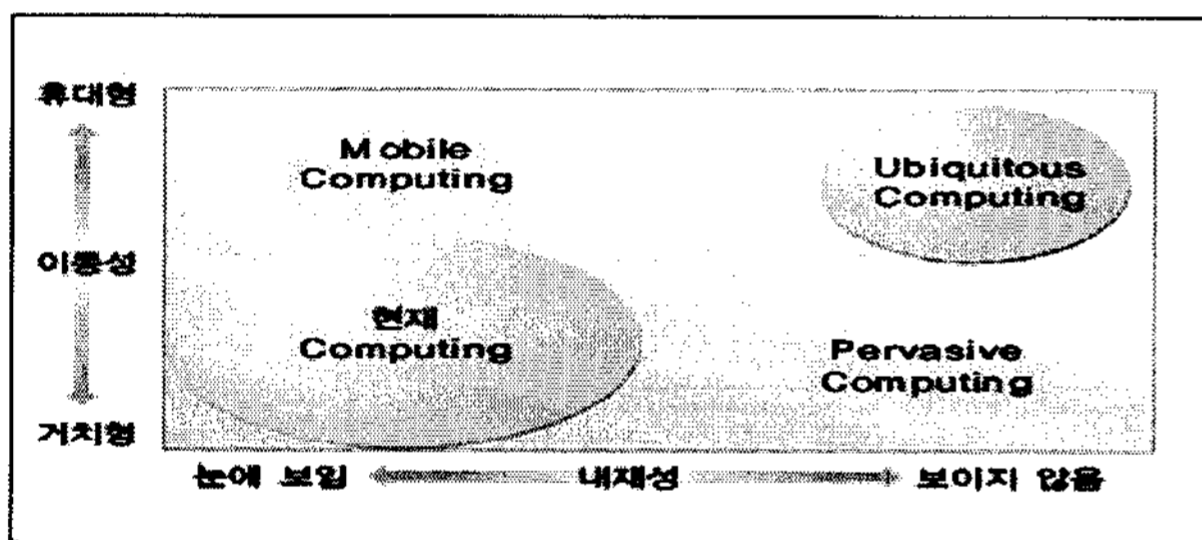 휴대형
Mobile
Computing
Ubiquitous
Computing
이동성
현재
Computing
Pervasive
Computing
거치형
눈에 보임
내재성
보이지 않음